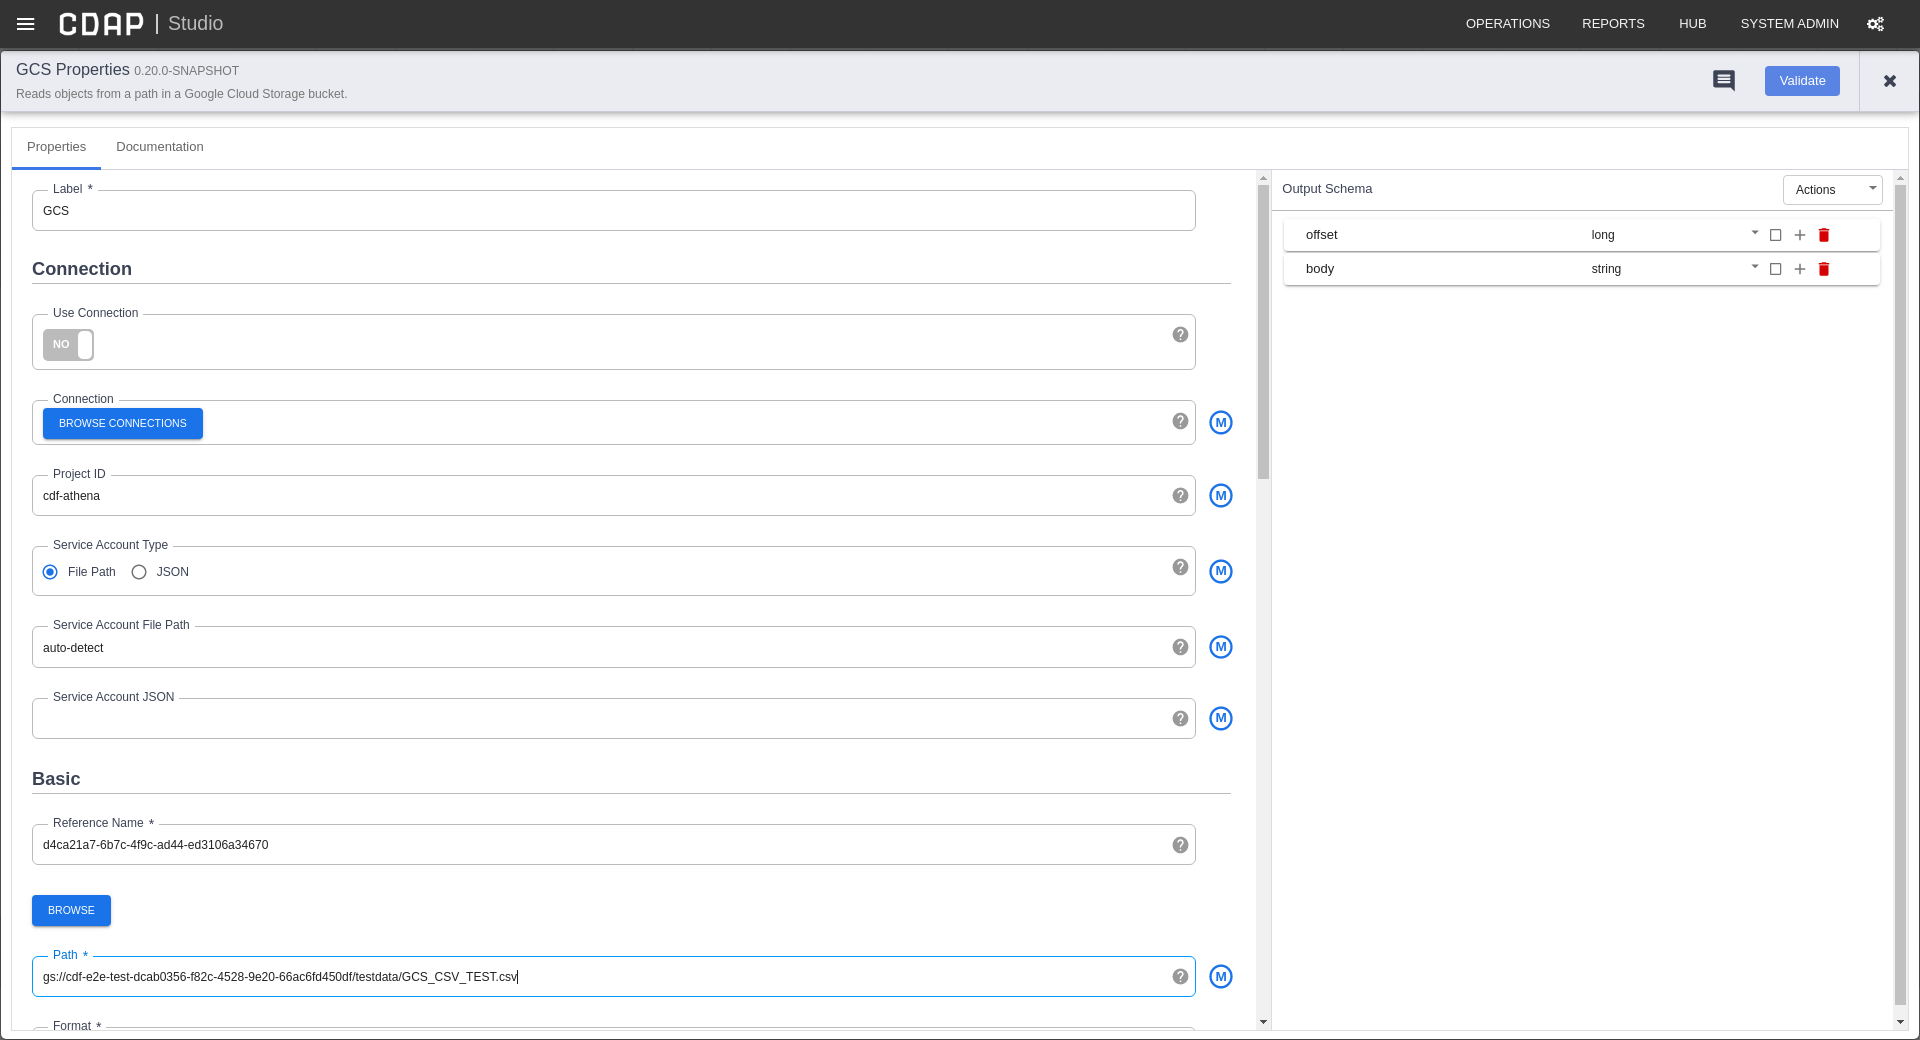 CDAP | Studio
OPERATIONS REPORTS HUB SYSTEM ADMIN
GCS Properties 0.20.0-SNAPSHOT
Reads objects from a path in a Google Cloud Storage bucket.
Validate
Properties Documentation
Label *
GCS
Connection
Use Connection
NO
Connection
BROWSE CONNECTIONS
M
Project ID
cdf-athena
M
Service Account Type
File Path JSON
M
Service Account File Path
auto-detect
M
Service Account JSON
M
Basic
Reference Name *
d4ca21a7-6b7c-4f9c-ad44-ed3106a34670
BROWSE
Path *
gs://cdf-e2e-test-dcab0356-f82c-4528-9e20-66ac6fd450df/testdata/GCS_CSV_TEST.csv
M
Format *
Output Schema
Actions
offset long
body string